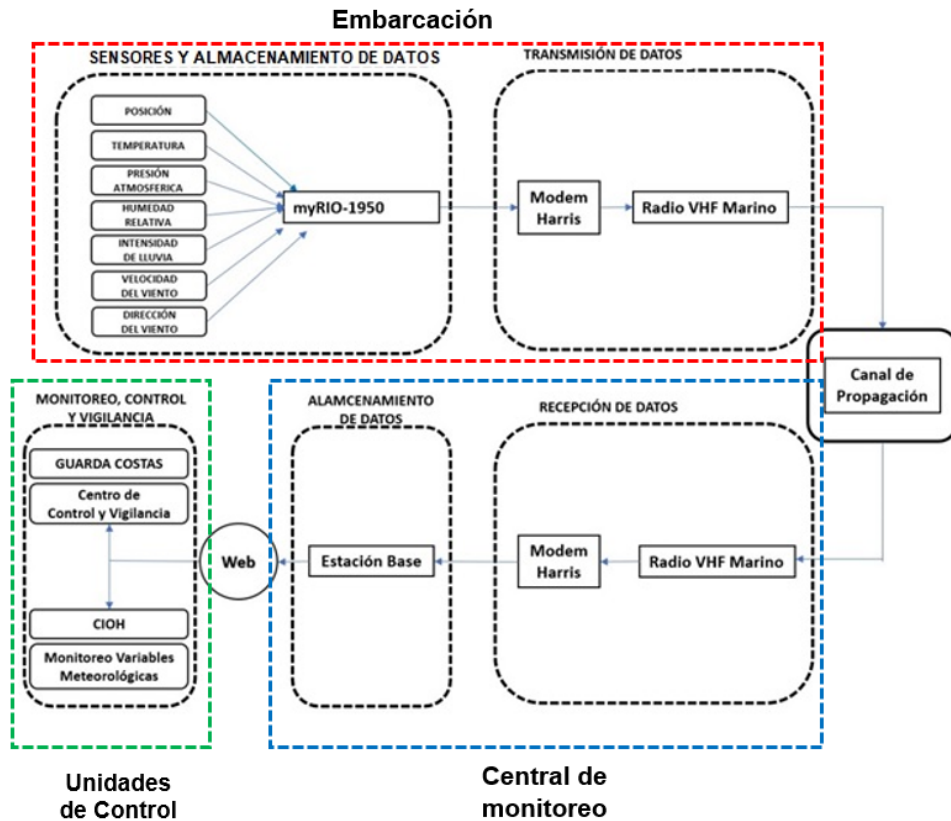 Embarcación
SENSORES Y ALMACENAMIENTO DE DATOS
TRANSMISIÓN DE DATOS
POSICIÓN
TEMPERATURA
PRESIÓN
ATMOSFERICA
HUMEDAD
RELATIVA
INTENSIDAD
DE LLUVIA
VELOCIDAD
DEL VIENTO
DIRECCIÓN
DEL VIENTO
myRIO-1950
Modem
Harris
Radio VHF Marino
Canal de
Propagación
MONITOREO, CONTROL
Y VIGILANCIA
GUARDA COSTAS
Centro de
Control y Vigilancia
CIOH
Monitoreo Variables
Meteorológicas
Web
ALAMCENAMIENTO
DE DATOS
Estación Base
RECEPCIÓN DE DATOS
Modem
Harris
Radio VHF Marino
Unidades
de Control
Central de
monitoreo